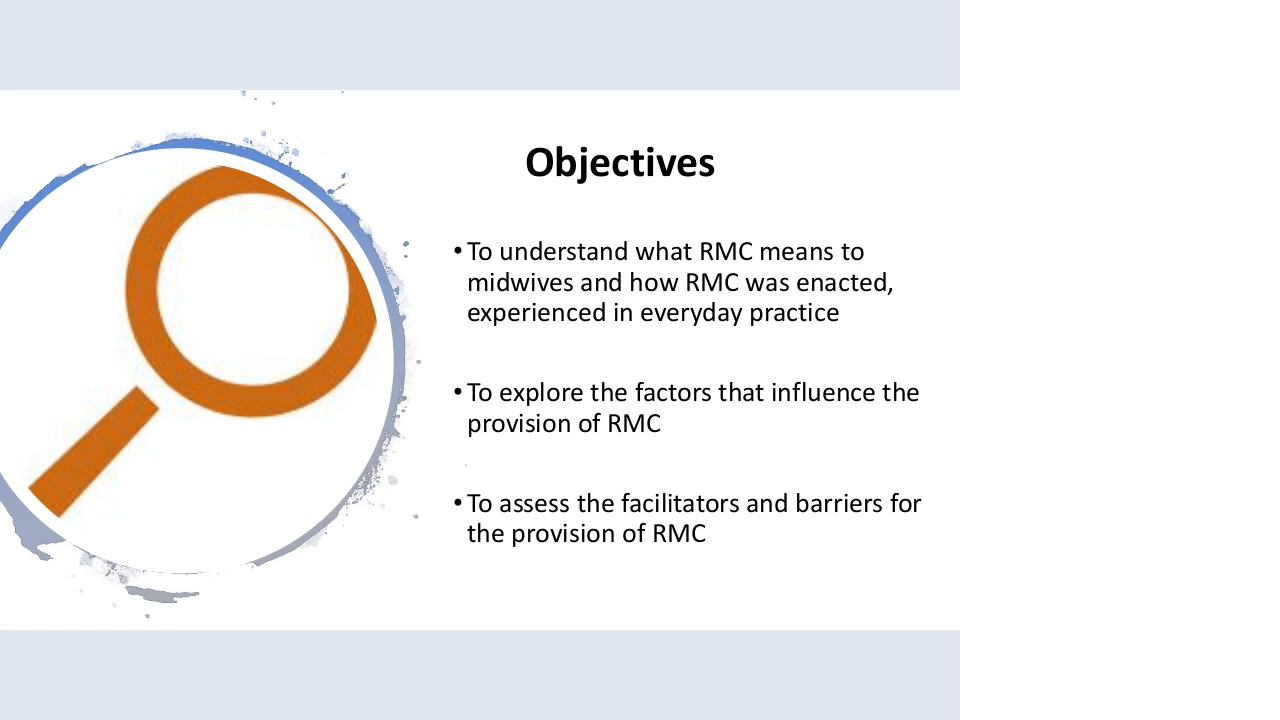 Objectives
•To understand what RMC means to
midwives and how RMC was enacted,
experienced in everyday practice
•To explore the factors that influence the
provision of RMC
•To assess the facilitators and barriers for
the provision of RMC